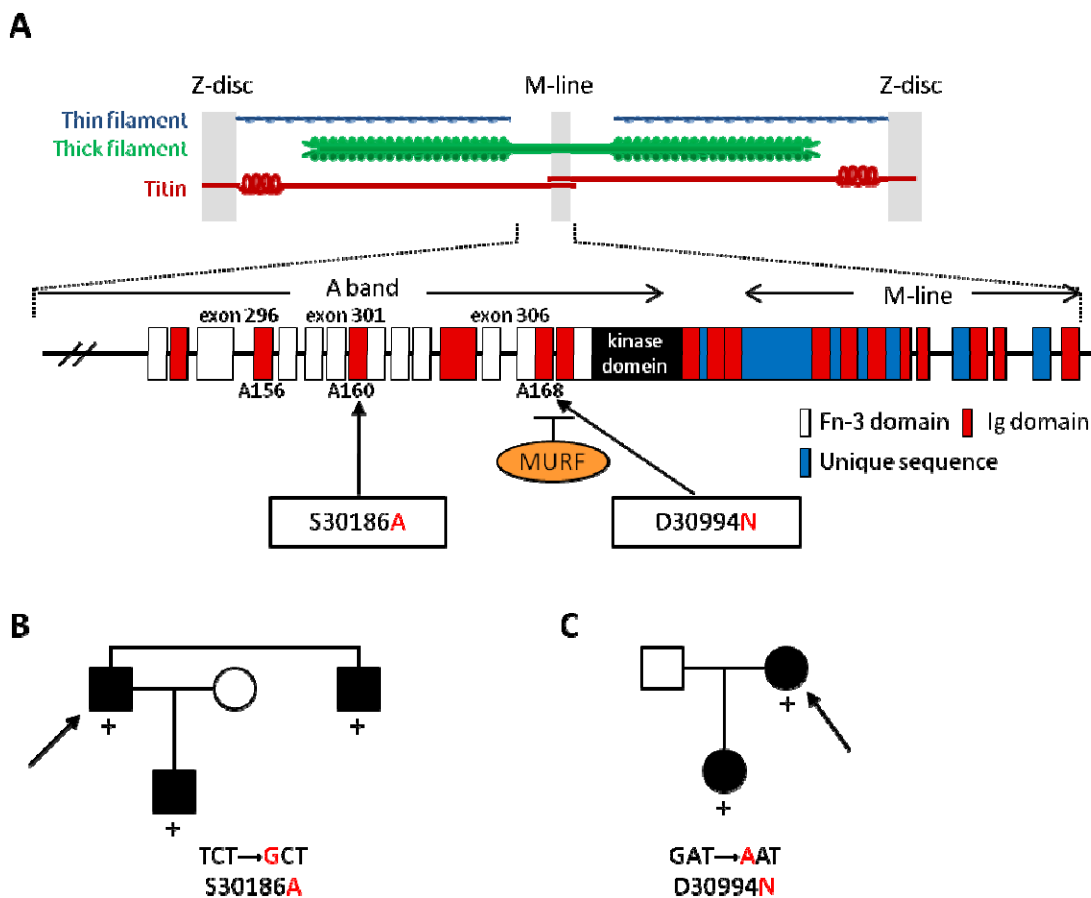 A
Z-disc M-line Z-disc
Thin filament
Thick filament
Titin
A band
M-line
exon 296 exon 301 exon 306
kinase
domain
A156 A160 A168
Fn-3 domain Ig domain
Unique sequence
MURF
S30186A D30994N
B C
+ + +
+ +
TCT→GCT GAT→AAT
S30186A D30994N